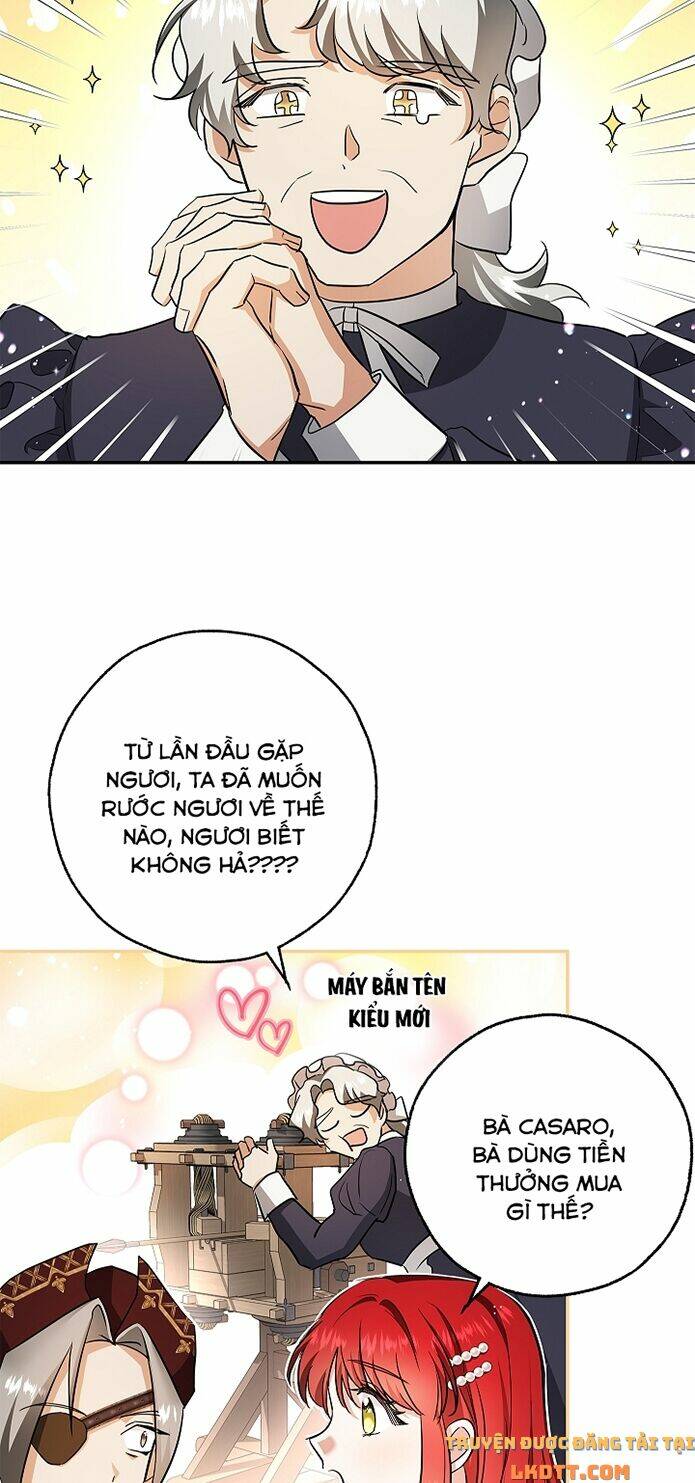 TỪ LẦN ĐẦU GẶP
NGƯƠI, TA ĐÃ MUỐN
RƯỚC NGƯƠI VỀ THẾ
NÀO, NGƯƠI BIẾT
KHÔNG HẢ????
MÁY BẮN TÊN
KIỂU MỚI
BÀ CASARO,
BÀ DÙNG TIỀN
THƯỞNG MUA
GÌ THẾ?
TRUYỆN ĐƯỢC ĐĂNG TẢI TẠI
LKDTT.COM